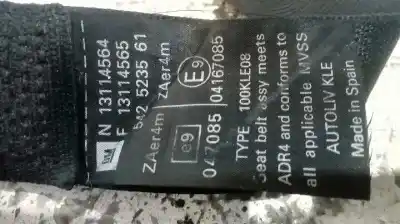 N 13114564
F 13114565
542 5235 61
ZAer4m / ZAer4m
e9 E9
047085 04167085
TYPE 100KLE08
Seat belt assy meets
ADR4 and conforms to
all applicable MVSS
AUTOLIV KLE
Made in Spain